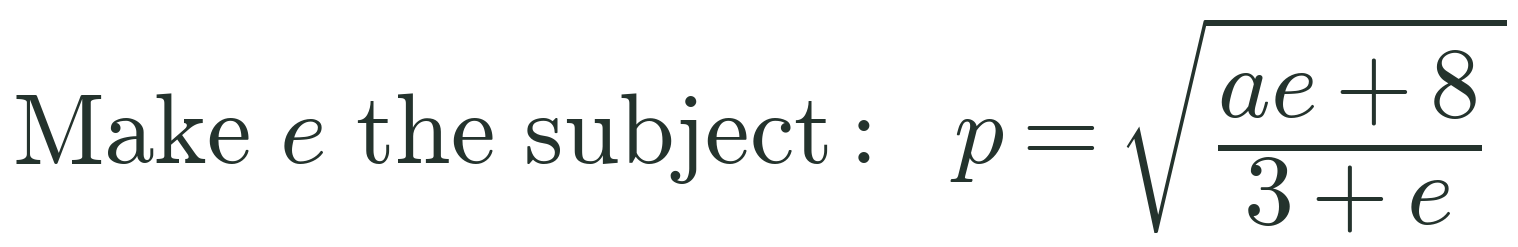 Make e the subject : p = √((ae + 8)/(3 + e))